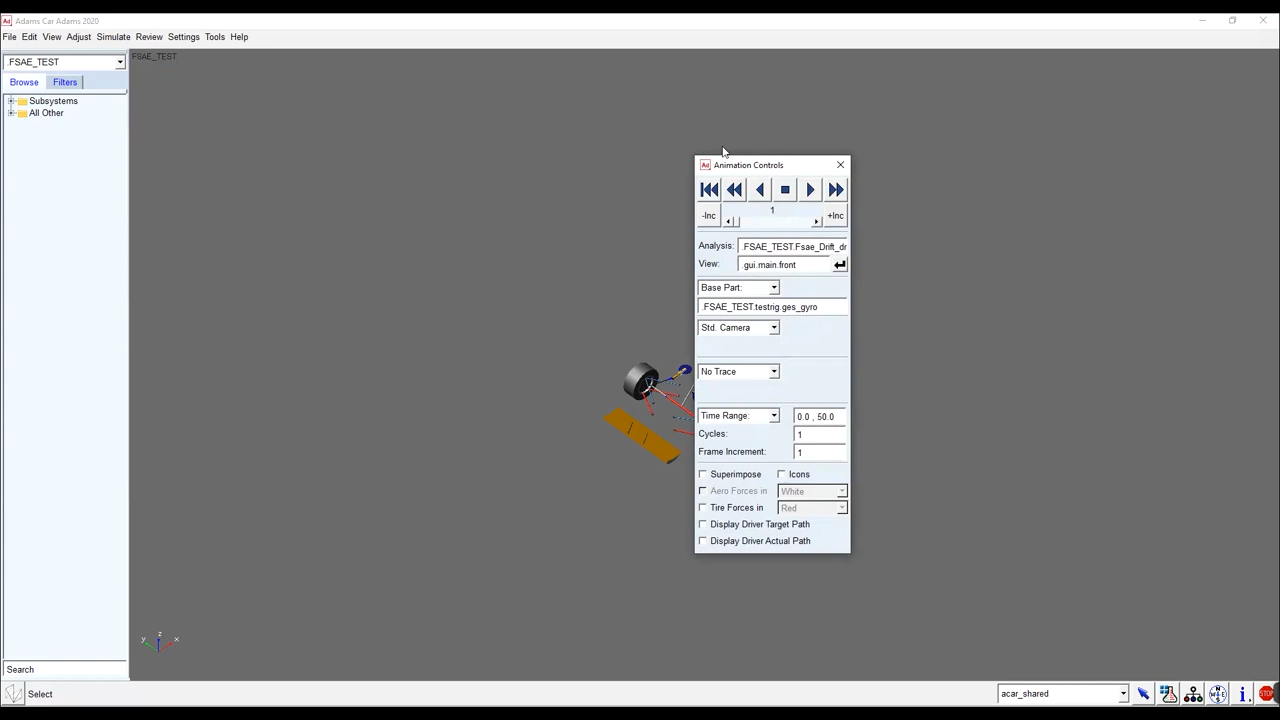 Adams Car Adams 2020
File Edit View Adjust Simulate Review Settings Tools Help
.FSAE_TEST
FSAE_TEST
Browse Filters
Subsystems
All Other
Ad Animation Controls
-Inc 1 +Inc
Analysis: .FSAE_TEST.Fsae_Drift_dr
View: .gui.main.front
Base Part:
.FSAE_TEST.testrig.ges_gyro
Std. Camera
No Trace
Time Range: 0.0 , 50.0
Cycles: 1
Frame Increment: 1
Superimpose Icons
Aero Forces in White
Tire Forces in Red
Display Driver Target Path
Display Driver Actual Path
z
y x
Search
Select acar_shared STOP